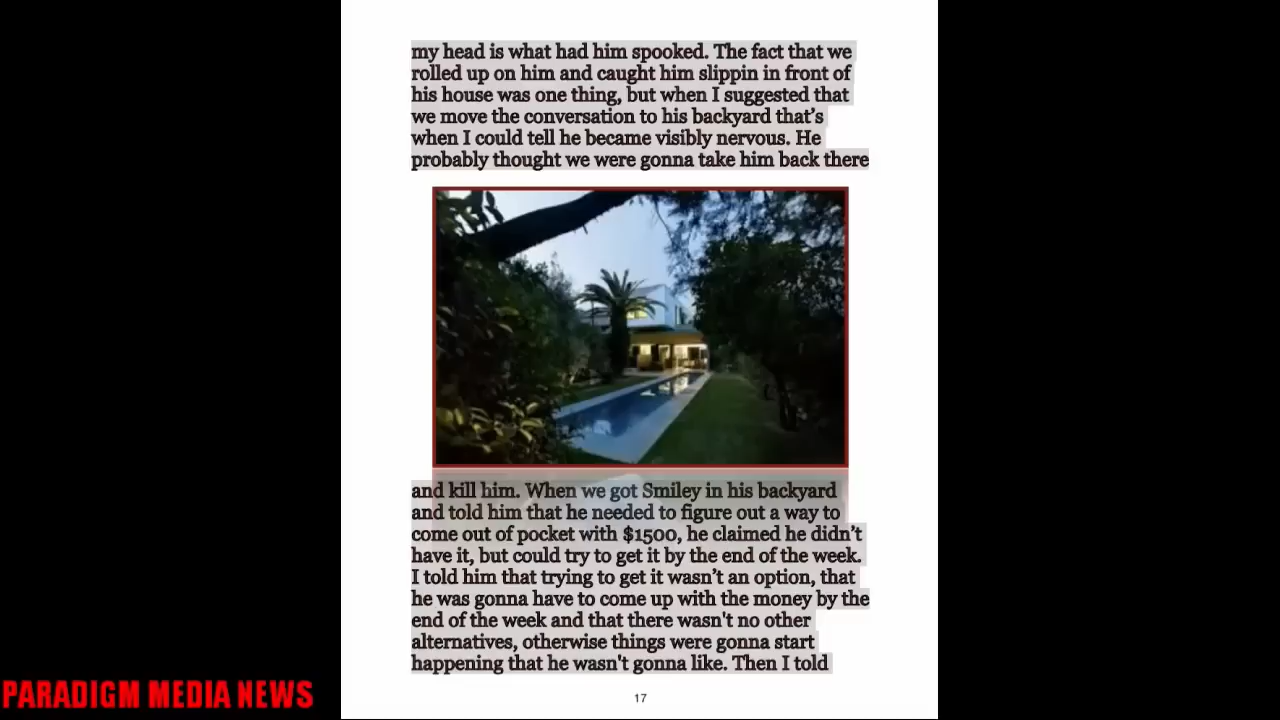 my head is what had him spooked. The fact that we
rolled up on him and caught him slippin in front of
his house was one thing, but when I suggested that
we move the conversation to his backyard that's
when I could tell he became visibly nervous. He
probably thought we were gonna take him back there
and kill him. When we got Smiley in his backyard
and told him that he needed to figure out a way to
come out of pocket with $1500, he claimed he didn't
have it, but could try to get it by the end of the week.
I told him that trying to get it wasn't an option, that
he was gonna have to come up with the money by the
end of the week and that there wasn't no other
alternatives, otherwise things were gonna start
happening that he wasn't gonna like. Then I told
17
PARADIGM MEDIA NEWS